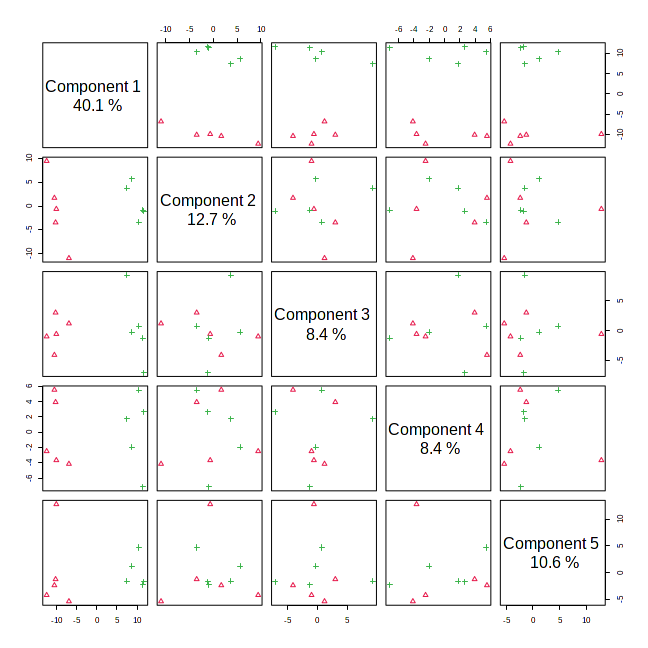 -10 -5 0 5 10
-6 -4 -2 0 2 4 6
Component 1
40.1 %
-10 -5 0 5 10
-10 -5 0 5 10
Component 2
12.7 %
Component 3
8.4 %
-5 0 5
-6 -4 -2 0 2 4 6
Component 4
8.4 %
Component 5
10.6 %
-5 0 5 10
-10 -5 0 5 10
-5 0 5
-5 0 5 10